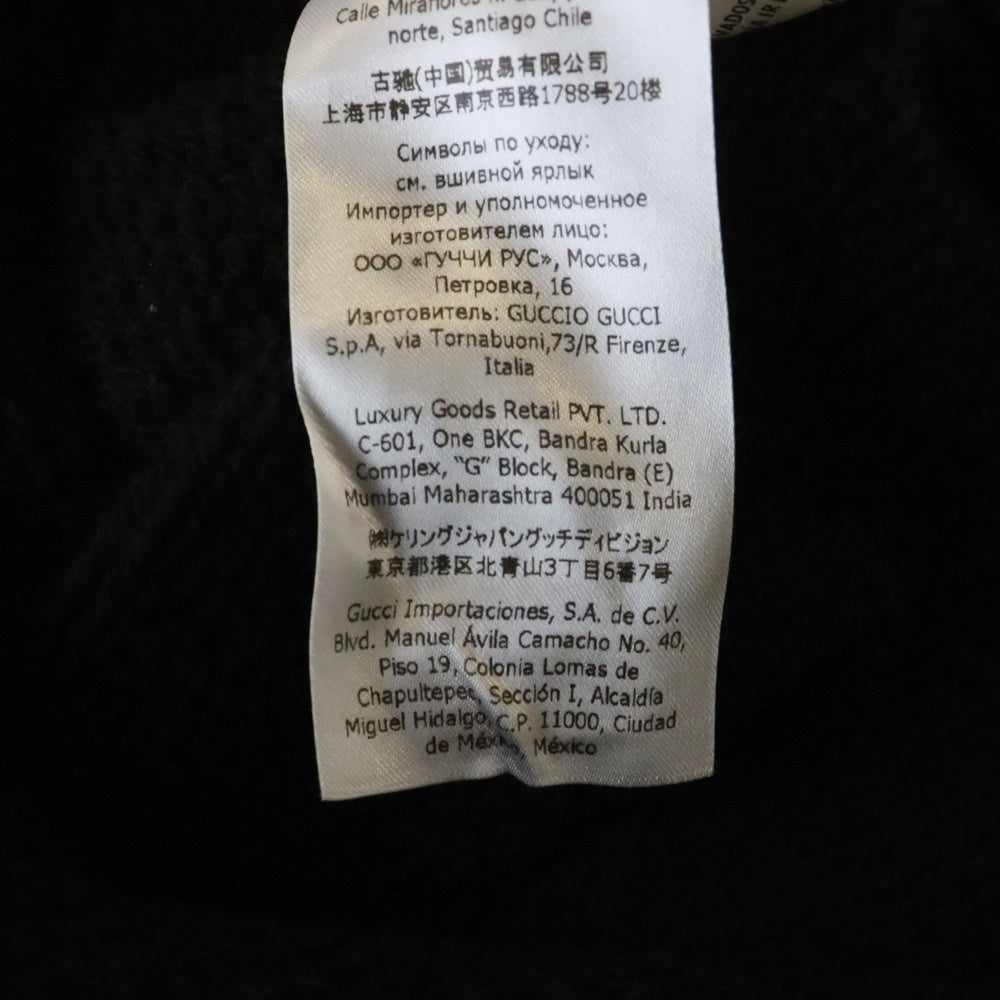 Calle Miraflores
norte, Santiago Chile
古驰(中国)贸易有限公司
上海市静安区南京西路1788号20楼
Символы по уходу:
см. вшивной ярлык
Импортер и уполномоченное
изготовителем лицо:
ООО «ГУЧЧИ РУС», Москва,
Петровка, 16
Изготовитель: GUCCIO GUCCI
S.p.A, via Tornabuoni,73/R Firenze,
Italia
Luxury Goods Retail PVT. LTD.
C-601, One BKC, Bandra Kurla
Complex, "G" Block, Bandra (E)
Mumbai Maharashtra 400051 India
㈱ケリングジャパングッチディビジョン
東京都港区北青山3丁目6番7号
Gucci Importaciones, S.A. de C.V.
Blvd. Manuel Ávila Camacho No. 40,
Piso 19, Colonia Lomas de
Chapultepec, Sección I, Alcaldía
Miguel Hidalgo, C.P. 11000, Ciudad
de México, México